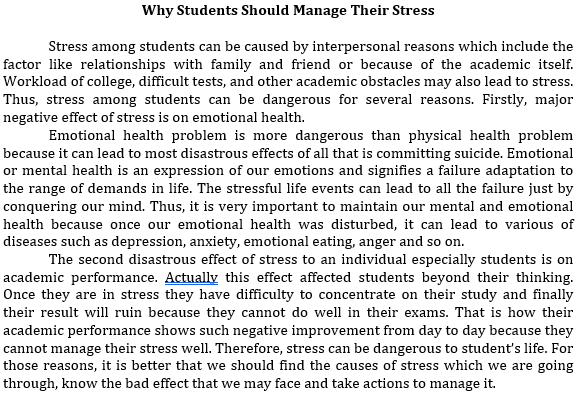 Why Students Should Manage Their Stress
Stress among students can be caused by interpersonal reasons which include the
factor like relationships with family and friend or because of the academic itself.
Workload of college, difficult tests, and other academic obstacles may also lead to stress.
Thus, stress among students can be dangerous for several reasons. Firstly, major
negative effect of stress is on emotional health.
Emotional health problem is more dangerous than physical health problem
because it can lead to most disastrous effects of all that is committing suicide. Emotional
or mental health is an expression of our emotions and signifies a failure adaptation to
the range of demands in life. The stressful life events can lead to all the failure just by
conquering our mind. Thus, it is very important to maintain our mental and emotional
health because once our emotional health was disturbed, it can lead to various of
diseases such as depression, anxiety, emotional eating, anger and so on.
The second disastrous effect of stress to an individual especially students is on
academic performance. Actually this effect affected students beyond their thinking.
Once they are in stress they have difficulty to concentrate on their study and finally
their result will ruin because they cannot do well in their exams. That is how their
academic performance shows such negative improvement from day to day because they
cannot manage their stress well. Therefore, stress can be dangerous to student's life. For
those reasons, it is better that we should find the causes of stress which we are going
through, know the bad effect that we may face and take actions to manage it.